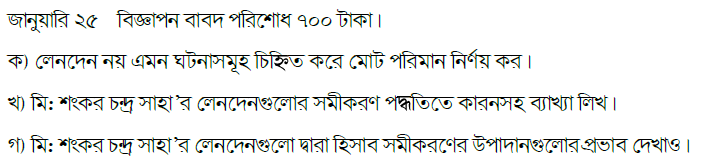 জানুয়ারি ২৫ বিজ্ঞাপন বাবদ পরিশোধ ৭০০ টাকা।
ক) লেনদেন নয় এমন ঘটনাসমূহ চিহ্নিত করে মোট পরিমান নির্ণয় কর।
খ) মি: শংকর চন্দ্র সাহা’র লেনদেনগুলোর সমীকরণ পদ্ধতিতে কারনসহ ব্যাখ্যা লিখ।
গ) মি: শংকর চন্দ্র সাহা’র লেনদেনগুলো দ্বারা হিসাব সমীকরণের উপাদানগুলোর প্রভাব দেখাও।